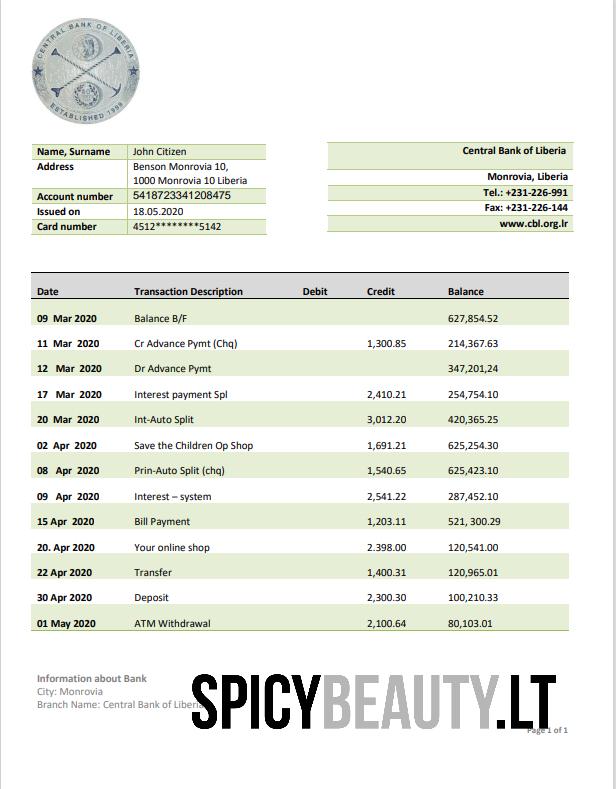 CENTRAL BANK OF LIBERIA
ESTABLISHED 1999
Name, Surname John Citizen
Address Benson Monrovia 10,
1000 Monrovia 10 Liberia
Account number 5418723341208475
Issued on 18.05.2020
Card number 4512********5142
Central Bank of Liberia
Monrovia, Liberia
Tel.: +231-226-991
Fax: +231-226-144
www.cbl.org.lr
Date Transaction Description Debit Credit Balance
09 Mar 2020 Balance B/F 627,854.52
11 Mar 2020 Cr Advance Pymt (Chq) 1,300.85 214,367.63
12 Mar 2020 Dr Advance Pymt 347,201,24
17 Mar 2020 Interest payment Spl 2,410.21 254,754.10
20 Mar 2020 Int-Auto Split 3,012.20 420,365.25
02 Apr 2020 Save the Children Op Shop 1,691.21 625,254.30
08 Apr 2020 Prin-Auto Split (chq) 1,540.65 625,423.10
09 Apr 2020 Interest – system 2,541.22 287,452.10
15 Apr 2020 Bill Payment 1,203.11 521, 300.29
20. Apr 2020 Your online shop 2.398.00 120,541.00
22 Apr 2020 Transfer 1,400.31 120,965.01
30 Apr 2020 Deposit 2,300.30 100,210.33
01 May 2020 ATM Withdrawal 2,100.64 80,103.01
Information about Bank
City: Monrovia
Branch Name: Central Bank of Liberia
SPICYBEAUTY.LT
Page 1 of 1